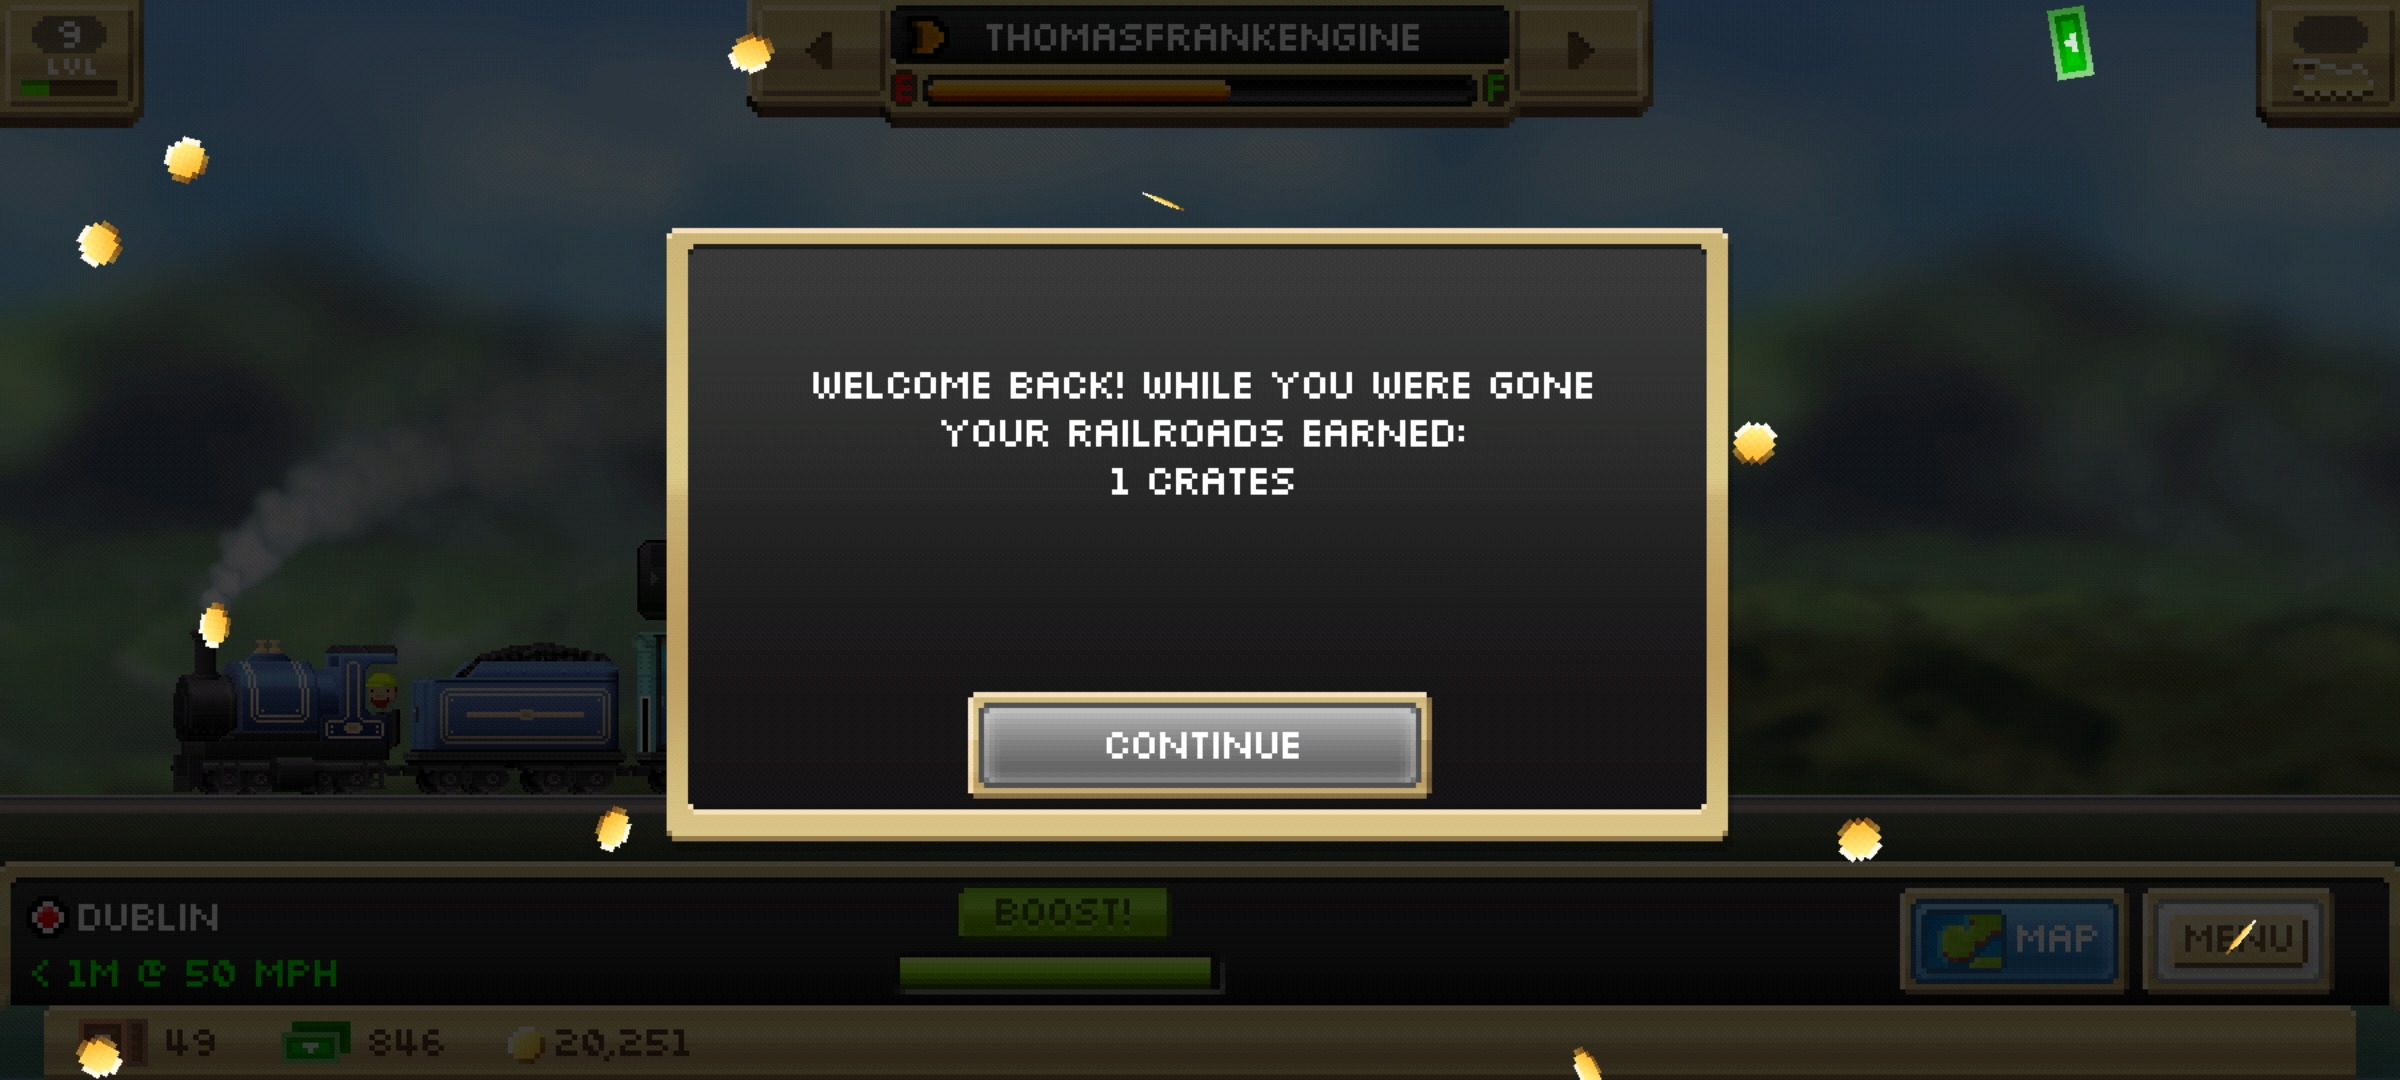 9
LVL
THOMASFRANKENGINE
E F
WELCOME BACK! WHILE YOU WERE GONE
YOUR RAILROADS EARNED:
1 CRATES
CONTINUE
DUBLIN
BOOST!
MAP
MENU
< 1M @ 50 MPH
49 846 20,251